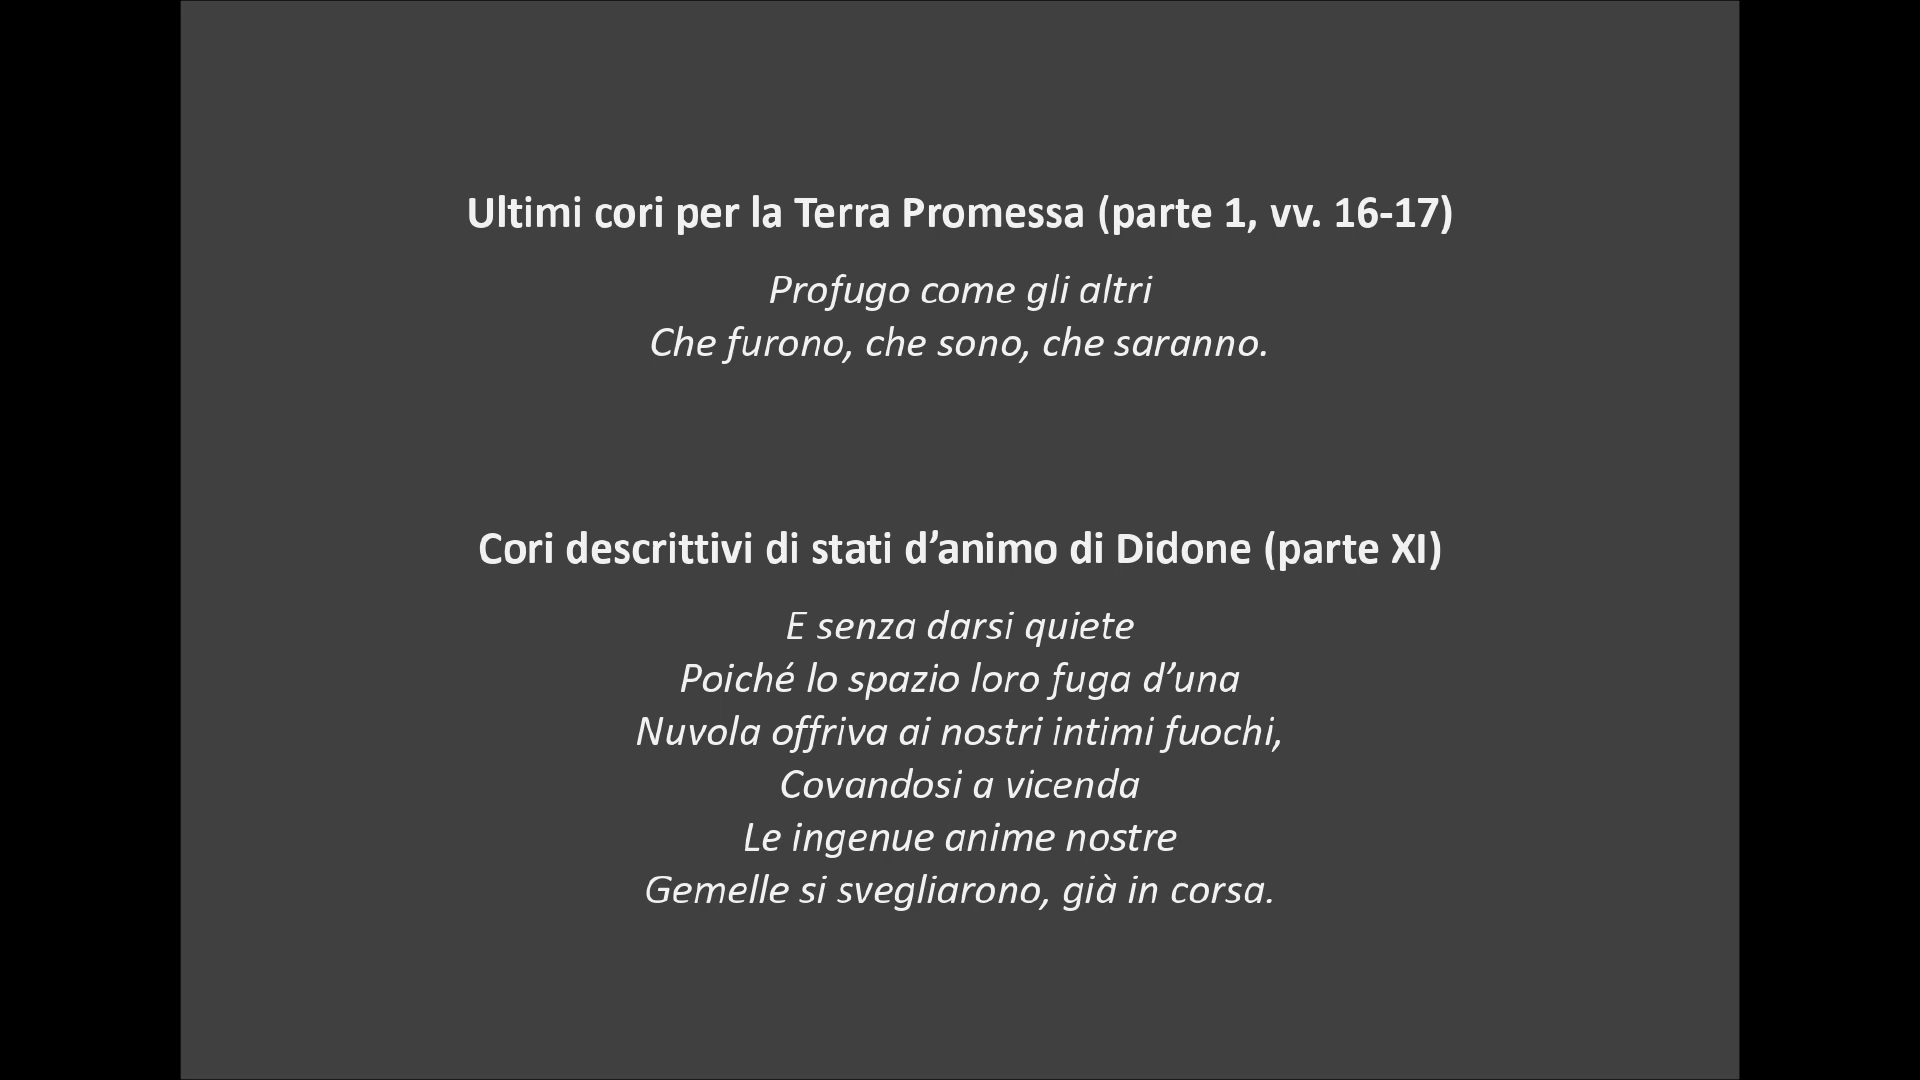 Ultimi cori per la Terra Promessa (parte 1, vv. 16-17)
Profugo come gli altri
Che furono, che sono, che saranno.
Cori descrittivi di stati d’animo di Didone (parte XI)
E senza darsi quiete
Poiché lo spazio loro fuga d’una
Nuvola offriva ai nostri intimi fuochi,
Covandosi a vicenda
Le ingenue anime nostre
Gemelle si svegliarono, già in corsa.